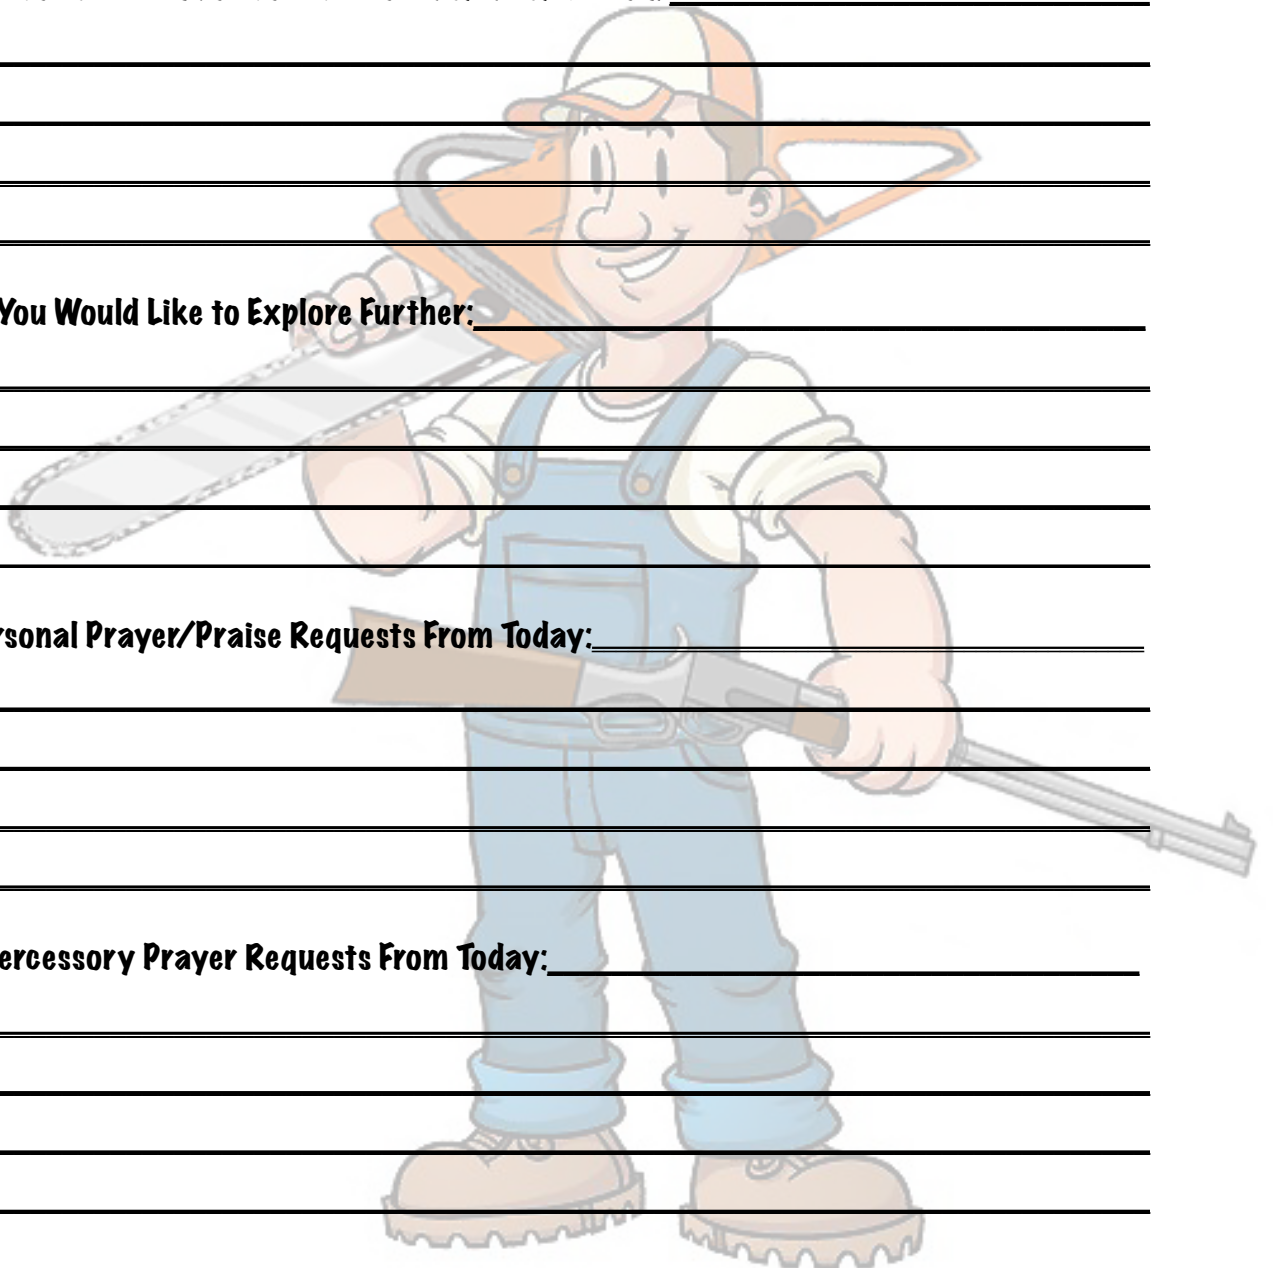 You Would Like to Explore Further:
rsonal Prayer/Praise Requests From Today:
ercessory Prayer Requests From Today: